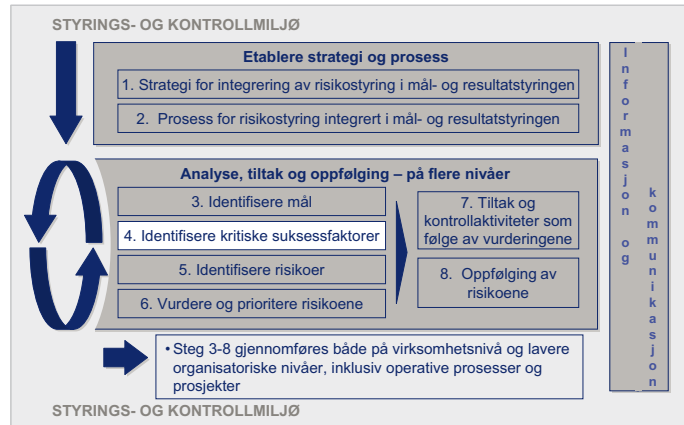 STYRINGS- OG KONTROLLMILJØ
Etablere strategi og prosess
1. Strategi for integrering av risikostyring i mål- og resultatstyringen
2. Prosess for risikostyring integrert i mål- og resultatstyringen
Analyse, tiltak og oppfølging – på flere nivåer
3. Identifisere mål
4. Identifisere kritiske suksessfaktorer
5. Identifisere risikoer
6. Vurdere og prioritere risikoene
7. Tiltak og
kontrollaktiviteter som
følge av vurderingene
8. Oppfølging av
risikoene
• Steg 3-8 gjennomføres både på virksomhetsnivå og lavere
organisatoriske nivåer, inklusiv operative prosesser og
prosjekter
Informasjon og
kommunikasjon
STYRINGS- OG KONTROLLMILJØ